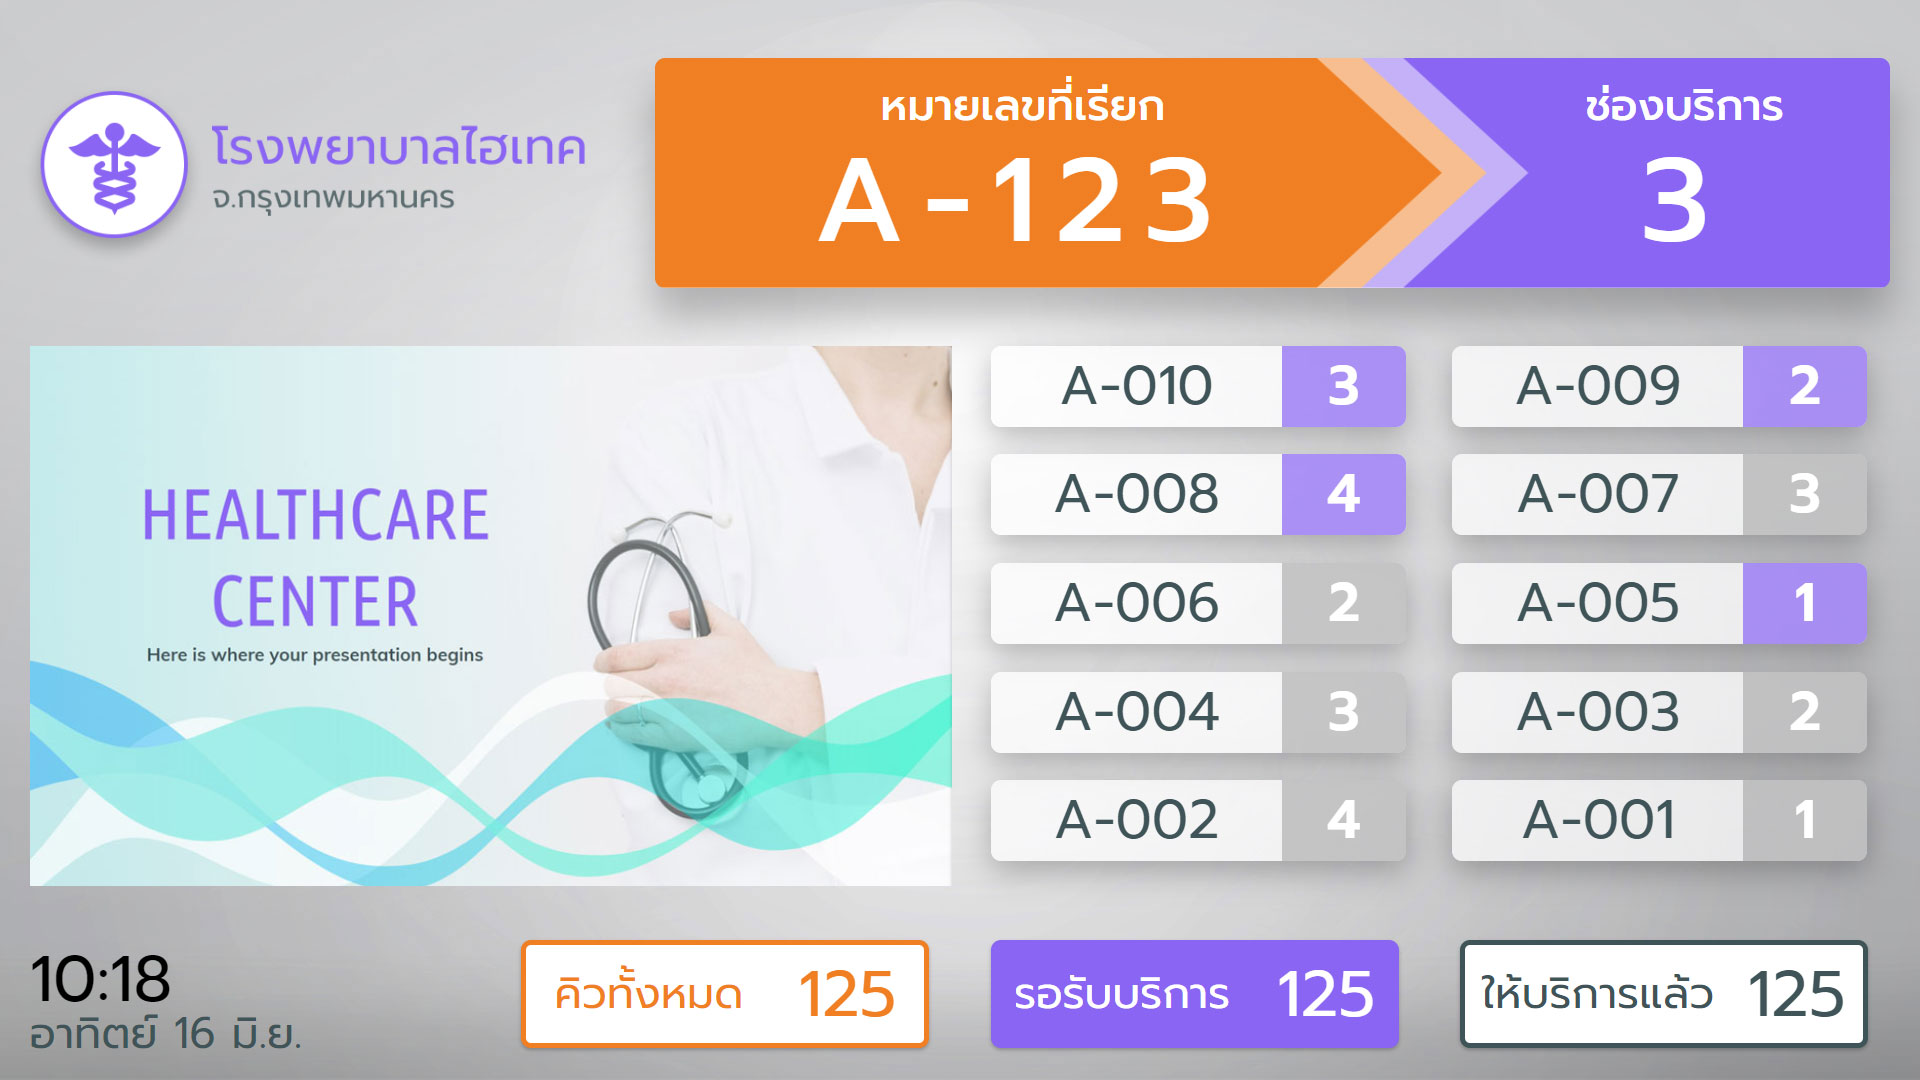 โรงพยาบาลไฮเทค
จ.กรุงเทพมหานคร
หมายเลขที่เรียก
A-123
ช่องบริการ
3
HEALTHCARE
CENTER
Here is where your presentation begins
A-010 3
A-009 2
A-008 4
A-007 3
A-006 2
A-005 1
A-004 3
A-003 2
A-002 4
A-001 1
10:18
อาทิตย์ 16 มิ.ย.
คิวทั้งหมด 125
รอรับบริการ 125
ให้บริการแล้ว 125